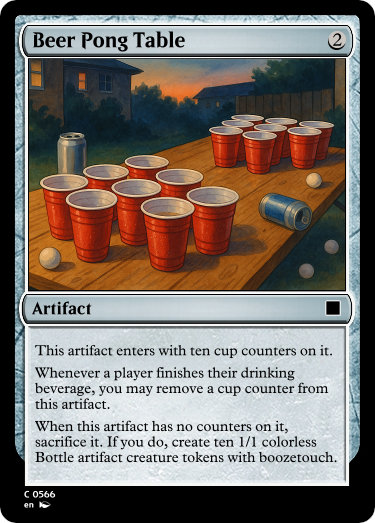 Beer Pong Table 2
Artifact
This artifact enters with ten cup counters on it.
Whenever a player finishes their drinking
beverage, you may remove a cup counter from
this artifact.
When this artifact has no counters on it,
sacrifice it. If you do, create ten 1/1 colorless
Bottle artifact creature tokens with boozetouch.
C 0566
en